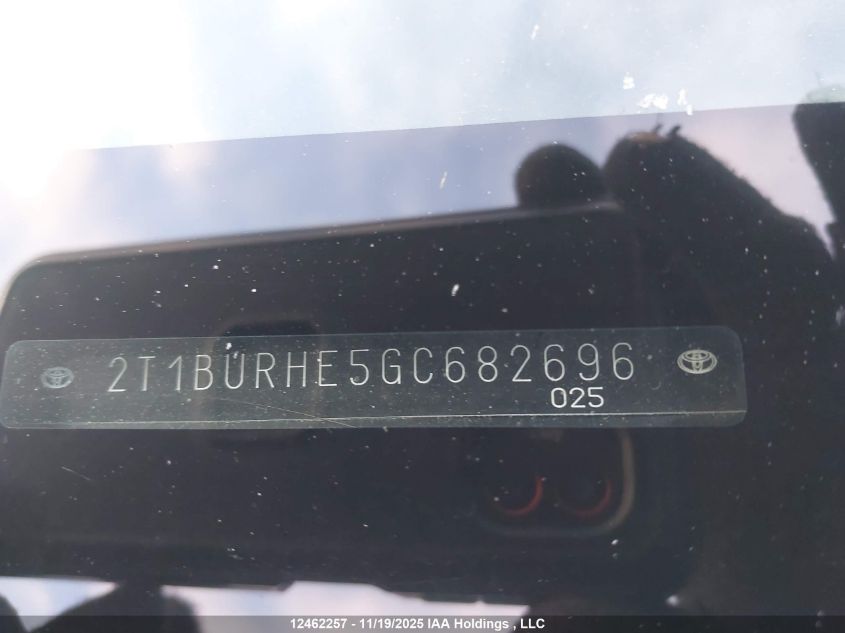 2T1BURHE5GC682696
025
12462257 - 11/19/2025 IAA Holdings , LLC